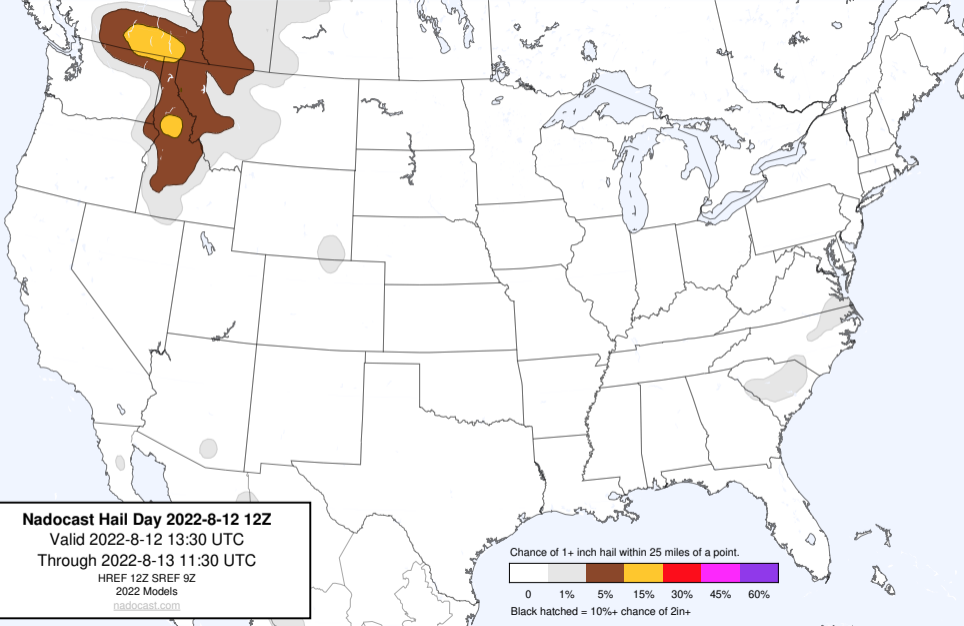 Nadocast Hail Day 2022-8-12 12Z
Valid 2022-8-12 13:30 UTC
Through 2022-8-13 11:30 UTC
HREF 12Z SREF 9Z
2022 Models
nadocast.com
Chance of 1+ inch hail within 25 miles of a point.
0 1% 5% 15% 30% 45% 60%
Black hatched = 10%+ chance of 2in+